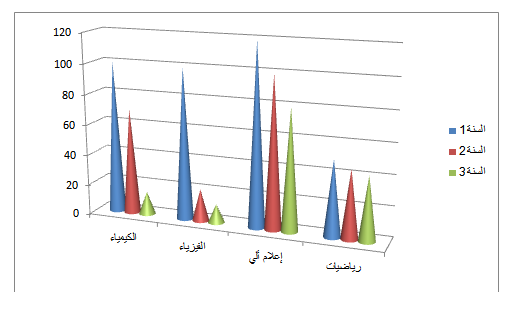 120
100
80
60
40
20
0
الكيمياء
الفيزياء
إعلام آلي
رياضيات
السنة1
السنة2
السنة3